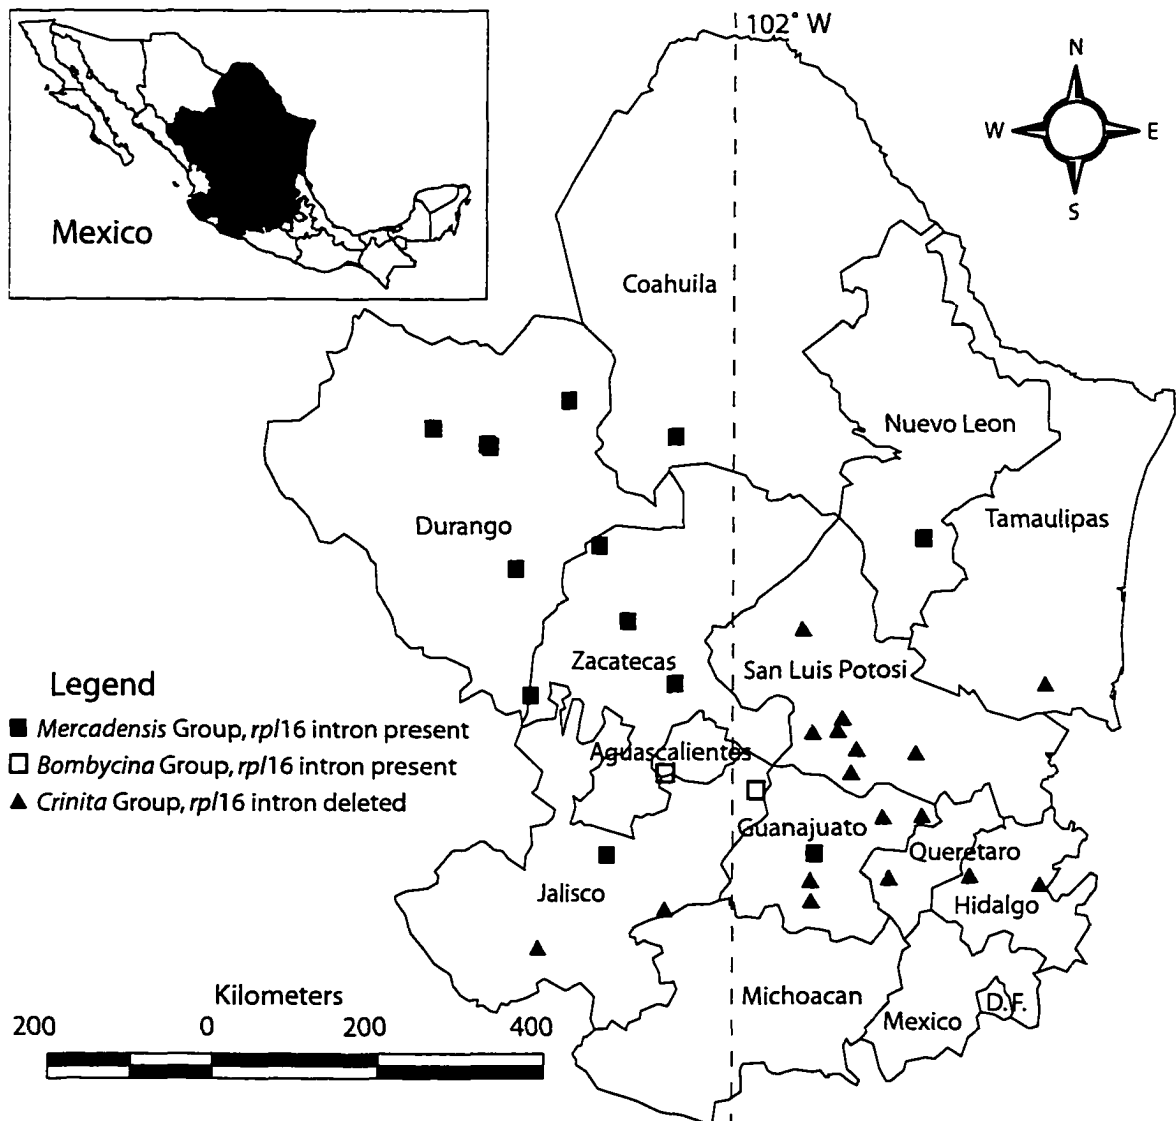 102° W
N
W
E
S
Mexico
Coahuila
Nuevo Leon
Tamaulipas
Durango
Zacatecas
San Luis Potosi
Legend
Mercadensis Group, rpl16 intron present
Bombycina Group, rpl16 intron present
Crinita Group, rpl16 intron deleted
Aguascalientes
Guanajuato
Queretaro
Jalisco
Hidalgo
Michoacan
Mexico
D.F.
Kilometers
200 0 200 400